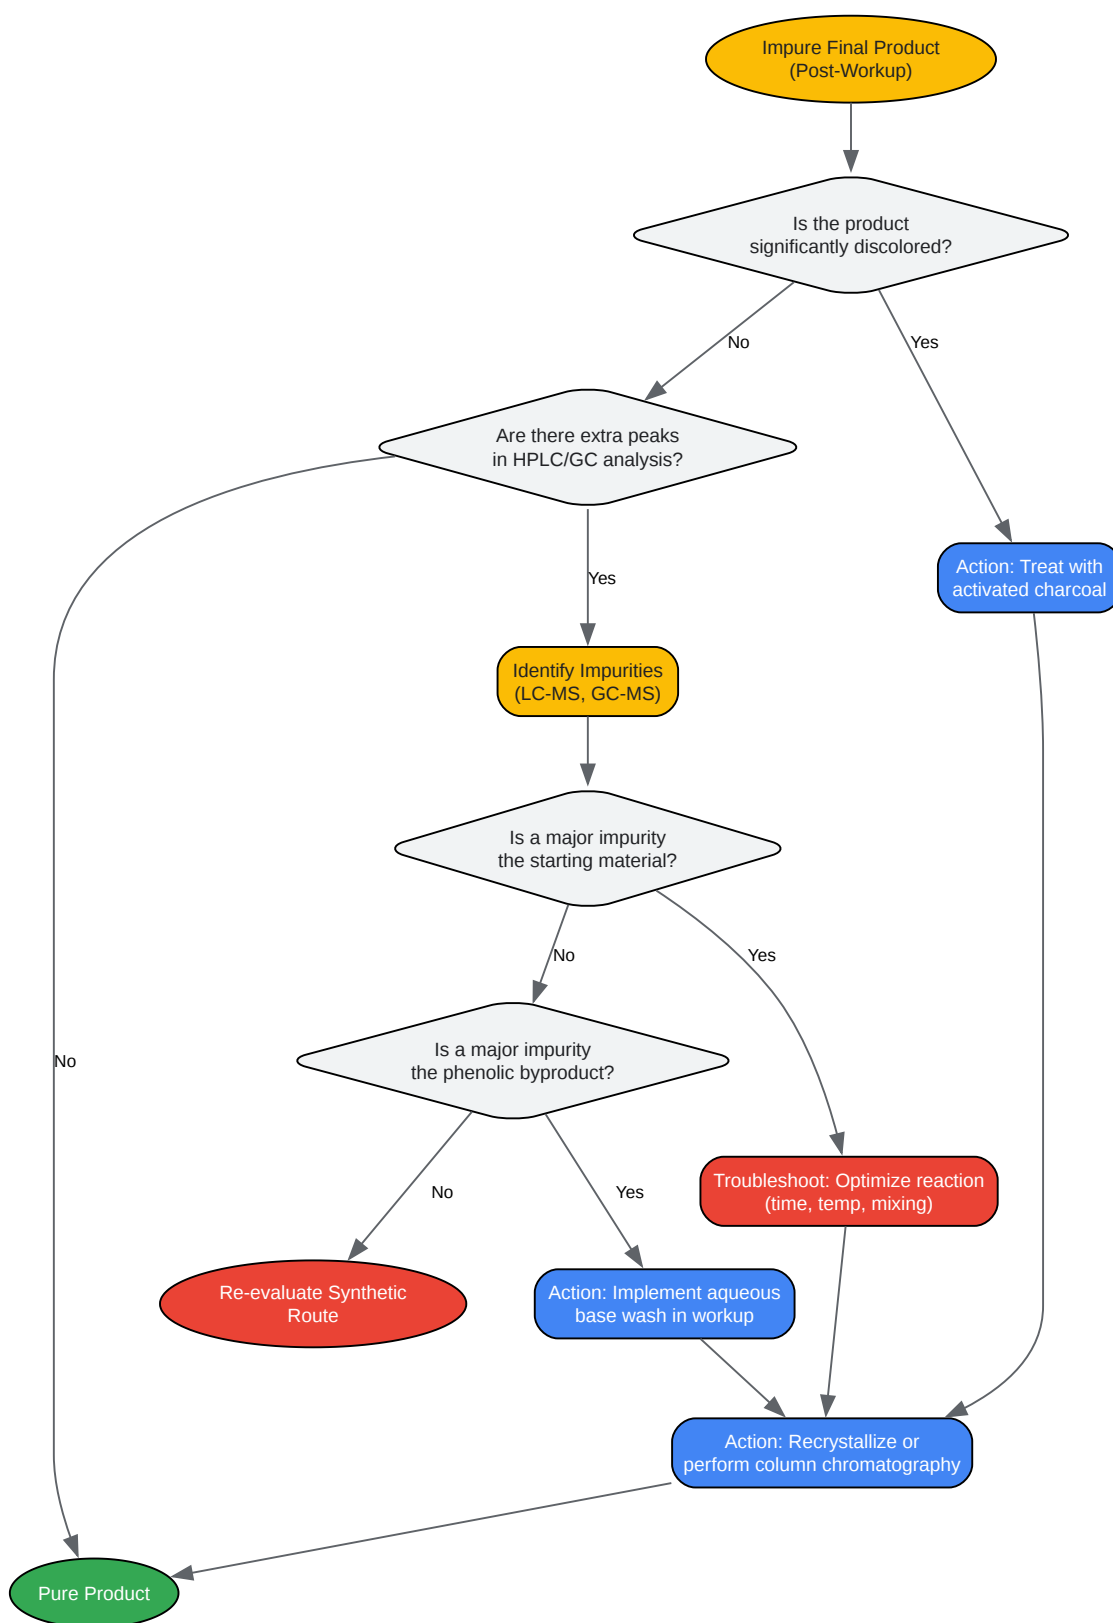 Impure Final Product
(Post-Workup)
Is the product
significantly discolored?
No
Yes
Are there extra peaks
in HPLC/GC analysis?
Yes
Action: Treat with
activated charcoal
Identify Impurities
(LC-MS, GC-MS)
Is a major impurity
the starting material?
No
Yes
Is a major impurity
the phenolic byproduct?
No
No
Yes
Troubleshoot: Optimize reaction
(time, temp, mixing)
Re-evaluate Synthetic
Route
Action: Implement aqueous
base wash in workup
Action: Recrystallize or
perform column chromatography
Pure Product